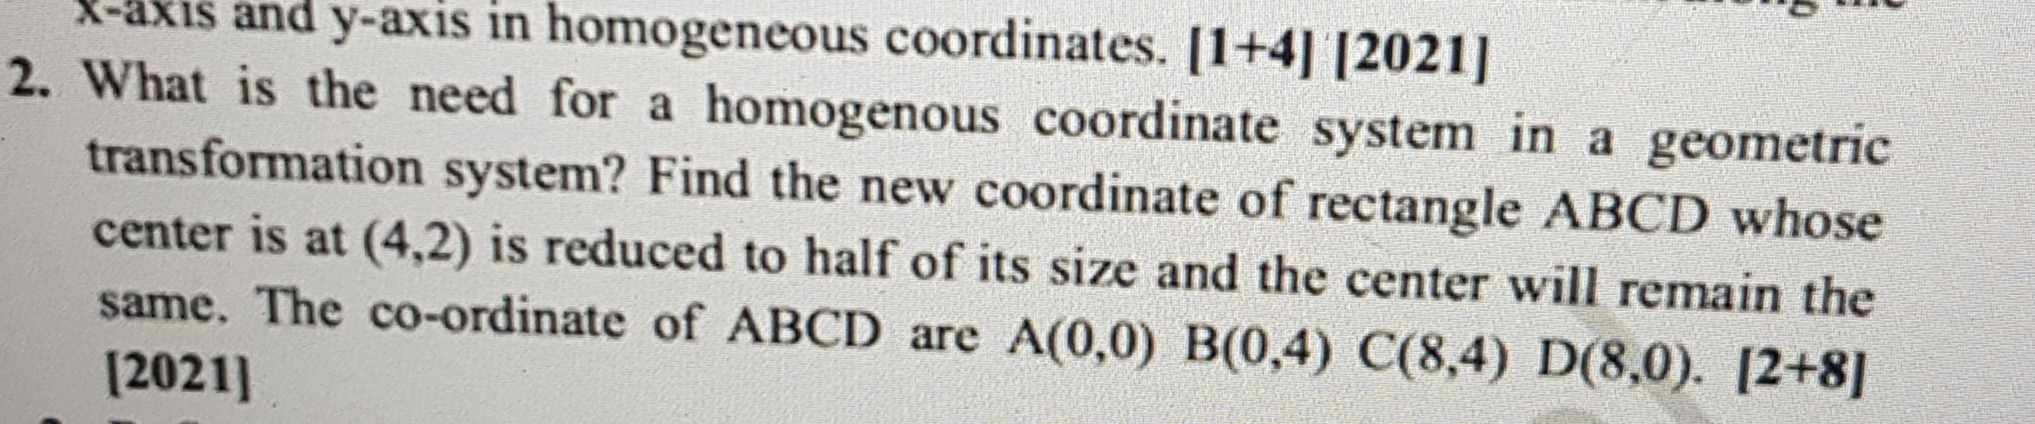 x-axis and y-axis in homogeneous coordinates. [1+4] [2021]
2. What is the need for a homogenous coordinate system in a geometric
transformation system? Find the new coordinate of rectangle ABCD whose
center is at (4,2) is reduced to half of its size and the center will remain the
same. The co-ordinate of ABCD are A(0,0) B(0,4) C(8,4) D(8,0). [2+8]
[2021]